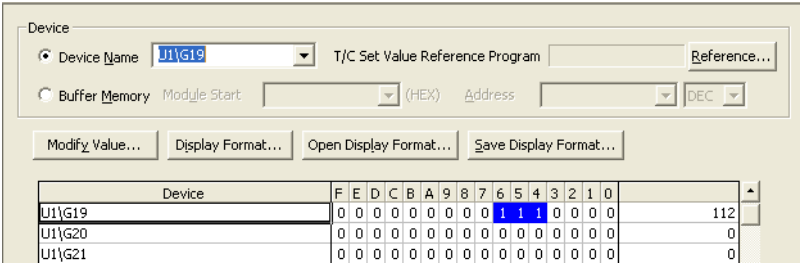 Device
Device Name U1\G19 T/C Set Value Reference Program Reference...
Buffer Memory Module Start (HEX) Address DEC
Modify Value... Display Format... Open Display Format... Save Display Format...
Device F E D C B A 9 8 7 6 5 4 3 2 1 0
U1\G19 0 0 0 0 0 0 0 0 0 1 1 1 0 0 0 0 112
U1\G20 0 0 0 0 0 0 0 0 0 0 0 0 0 0 0 0 0
U1\G21 0 0 0 0 0 0 0 0 0 0 0 0 0 0 0 0 0